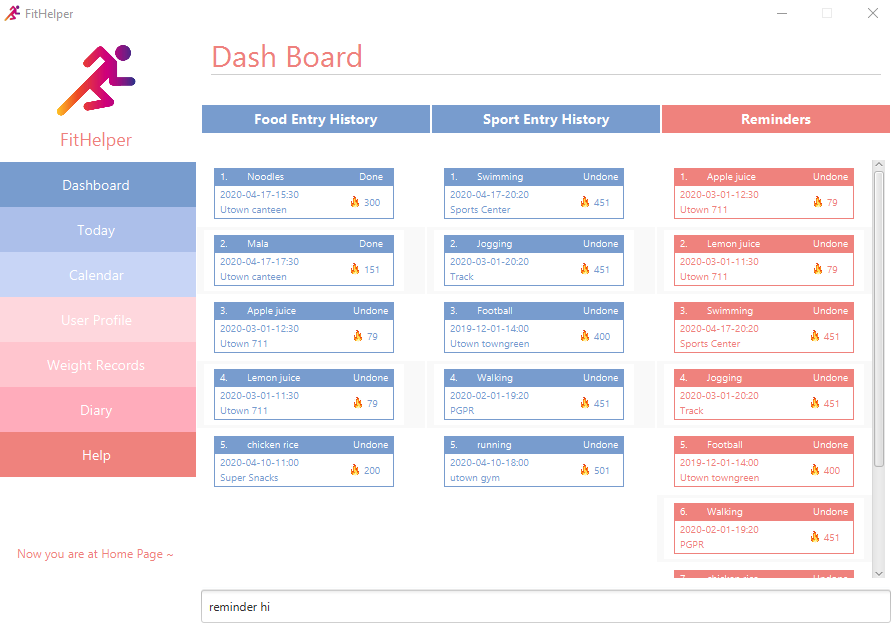 FitHelper
FitHelper
Dashboard
Today
Calendar
User Profile
Weight Records
Diary
Help
Now you are at Home Page ~
Dash Board
Food Entry History
1. Noodles Done
2020-04-17-15:30
300
Utown canteen
2. Mala Done
2020-04-17-17:30
151
Utown canteen
3. Apple juice Undone
2020-03-01-12:30
79
Utown 711
4. Lemon juice Undone
2020-03-01-11:30
79
Utown 711
5. chicken rice Undone
2020-04-10-11:00
200
Super Snacks
Sport Entry History
1. Swimming Undone
2020-04-17-20:20
451
Sports Center
2. Jogging Undone
2020-03-01-20:20
451
Track
3. Football Undone
2019-12-01-14:00
400
Utown towngreen
4. Walking Undone
2020-02-01-19:20
451
PGPR
5. running Undone
2020-04-10-18:00
501
utown gym
Reminders
1. Apple juice Undone
2020-03-01-12:30
79
Utown 711
2. Lemon juice Undone
2020-03-01-11:30
79
Utown 711
3. Swimming Undone
2020-04-17-20:20
451
Sports Center
4. Jogging Undone
2020-03-01-20:20
451
Track
5. Football Undone
2019-12-01-14:00
400
Utown towngreen
6. Walking Undone
2020-02-01-19:20
451
PGPR
7. chicken rice Undone
reminder hi